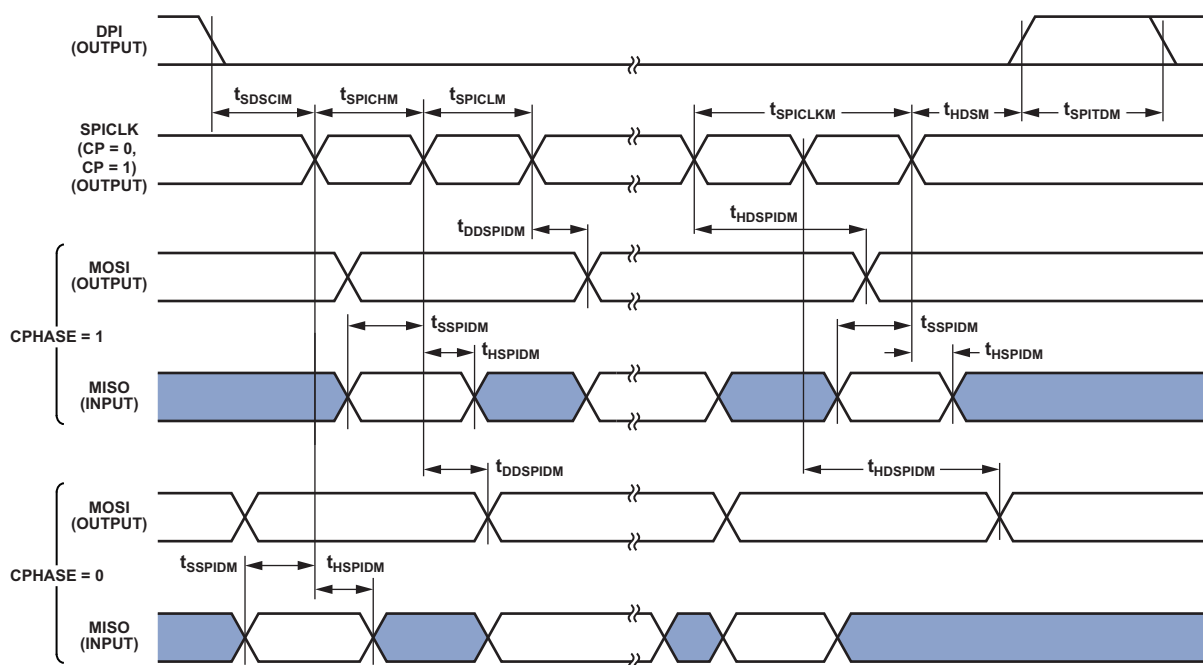 DPI
(OUTPUT)
tSDSCIM
tSPICHM
tSPICLM
tSPICLKM
tHDSM
tSPITDM
SPICLK
(CP = 0,
CP = 1)
(OUTPUT)
tDDSPIDM
tHDSPIDM
CPHASE = 1
MOSI
(OUTPUT)
tSSPIDM
tSSPIDM
tHSPIDM
tHSPIDM
MISO
(INPUT)
tDDSPIDM
tHDSPIDM
CPHASE = 0
MOSI
(OUTPUT)
tSSPIDM
tHSPIDM
MISO
(INPUT)